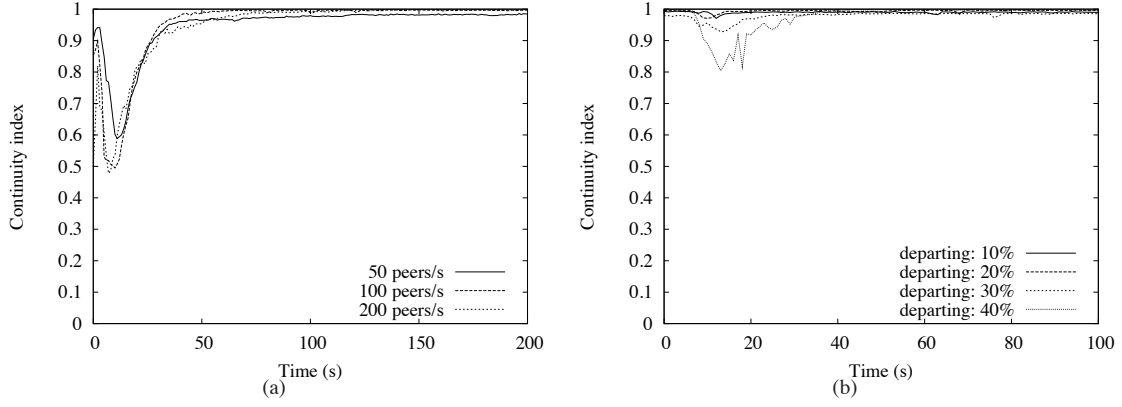 1
0.9
0.8
0.7
0.6
0.5
0.4
0.3
0.2
0.1
0
Continuity index
50 peers/s
100 peers/s
200 peers/s
0 50 100 150 200
Time (s)
(a)
1
0.9
0.8
0.7
0.6
0.5
0.4
0.3
0.2
0.1
0
Continuity index
departing: 10%
departing: 20%
departing: 30%
departing: 40%
0 20 40 60 80 100
Time (s)
(b)